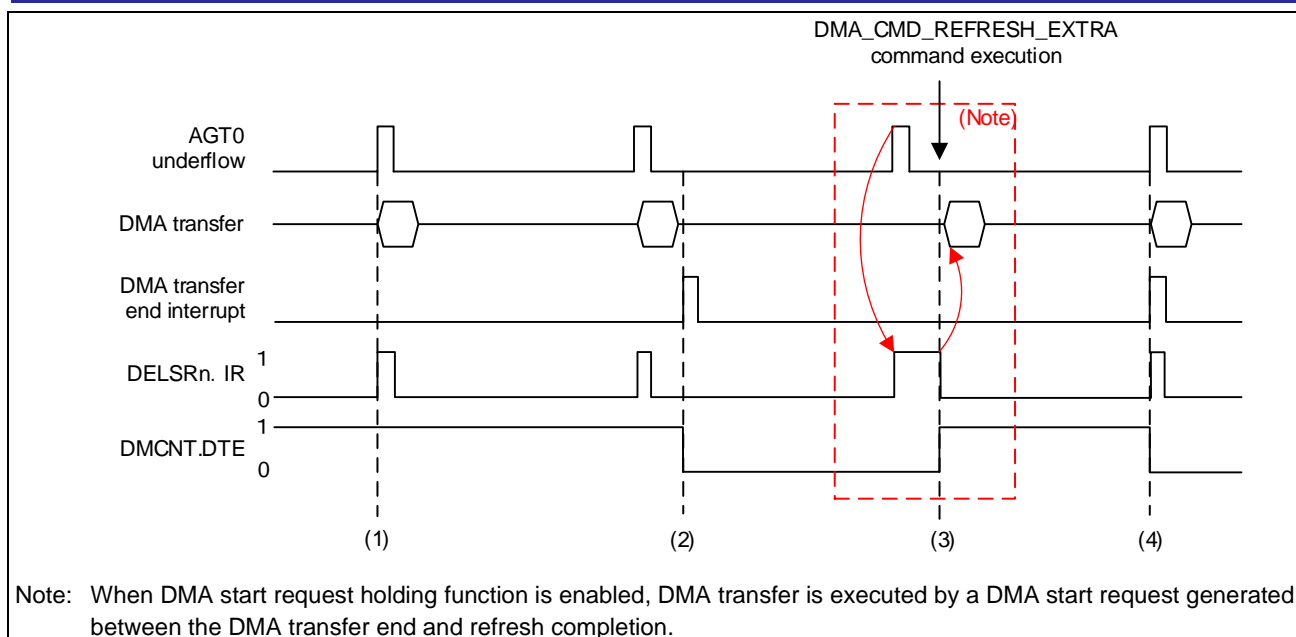 DMA_CMD_REFRESH_EXTRA
command execution
(Note)
AGT0
underflow
DMA transfer
DMA transfer
end interrupt
DELSRn. IR
1
0
DMCNT.DTE
1
0
(1)
(2)
(3)
(4)
Note: When DMA start request holding function is enabled, DMA transfer is executed by a DMA start request generated
between the DMA transfer end and refresh completion.